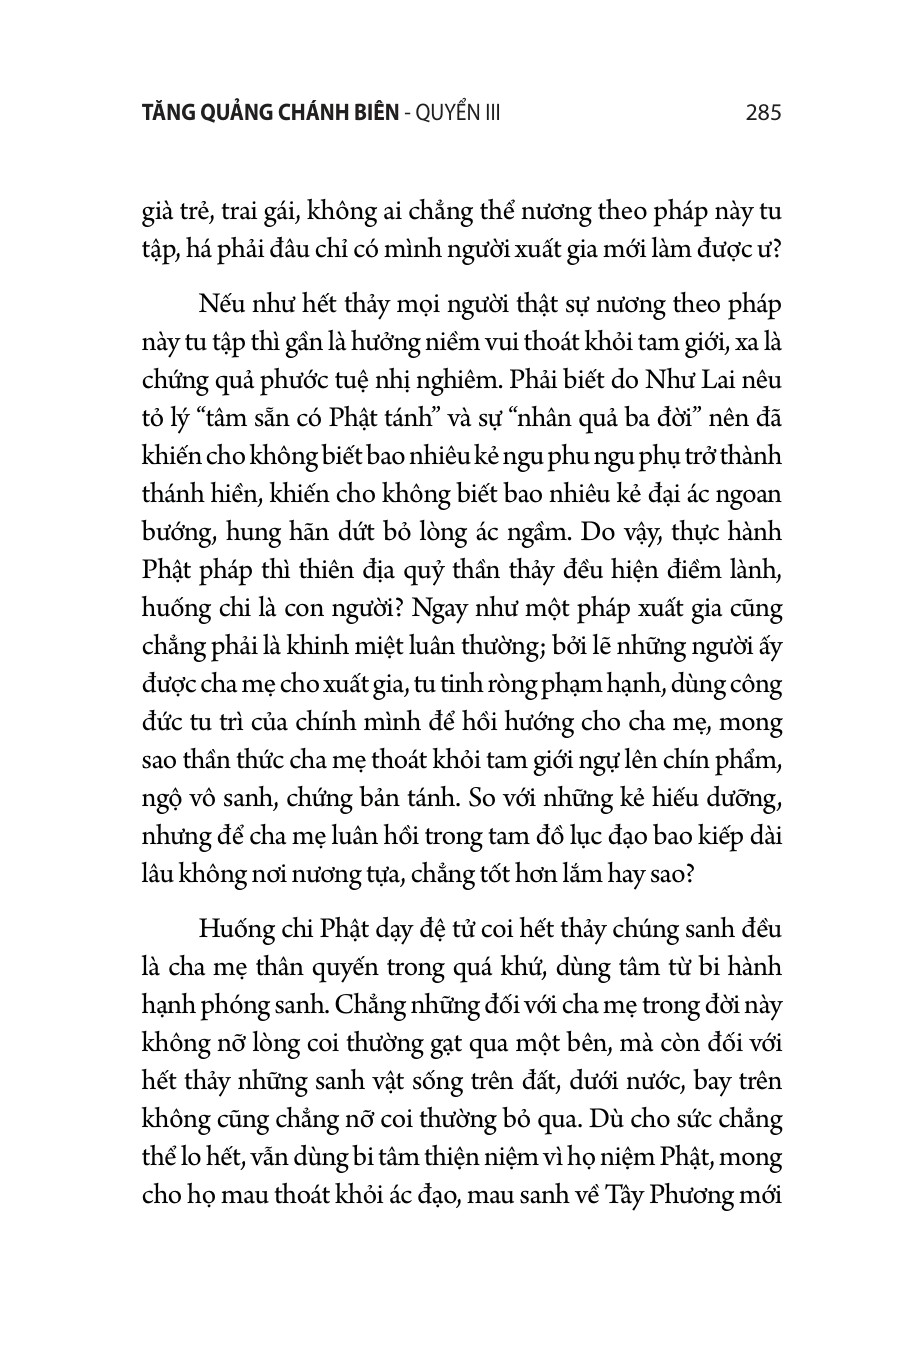 TĂNG QUẢNG CHÁNH BIÊN - QUYỂN III 285
già trẻ, trai gái, không ai chẳng thể nương theo pháp này tu
tập, há phải đâu chỉ có mình người xuất gia mới làm được ư?
Nếu như hết thảy mọi người thật sự nương theo pháp
này tu tập thì gần là hưởng niềm vui thoát khỏi tam giới, xa là
chứng quả phước tuệ nhị nghiêm. Phải biết do Như Lai nêu
tỏ lý “tâm sẵn có Phật tánh” và sự “nhân quả ba đời” nên đã
khiến cho không biết bao nhiêu kẻ ngu phu ngu phụ trở thành
thánh hiền, khiến cho không biết bao nhiêu kẻ đại ác ngoan
bướng, hung hãn dứt bỏ lòng ác ngầm. Do vậy, thực hành
Phật pháp thì thiên địa quỷ thần thảy đều hiện điềm lành,
huống chi là con người? Ngay như một pháp xuất gia cũng
chẳng phải là khinh miệt luân thường; bởi lẽ những người ấy
được cha mẹ cho xuất gia, tu tinh ròng phạm hạnh, dùng công
đức tu trì của chính mình để hồi hướng cho cha mẹ, mong
sao thần thức cha mẹ thoát khỏi tam giới ngự lên chín phẩm,
ngộ vô sanh, chứng bản tánh. So với những kẻ hiếu dưỡng,
nhưng để cha mẹ luân hồi trong tam đồ lục đạo bao kiếp dài
lâu không nơi nương tựa, chẳng tốt hơn lắm hay sao?
Huống chi Phật dạy đệ tử coi hết thảy chúng sanh đều
là cha mẹ thân quyến trong quá khứ, dùng tâm từ bi hành
hạnh phóng sanh. Chẳng những đối với cha mẹ trong đời này
không nỡ lòng coi thường gạt qua một bên, mà còn đối với
hết thảy những sanh vật sống trên đất, dưới nước, bay trên
không cũng chẳng nỡ coi thường bỏ qua. Dù cho sức chẳng
thể lo hết, vẫn dùng bi tâm thiện niệm vì họ niệm Phật, mong
cho họ mau thoát khỏi ác đạo, mau sanh về Tây Phương mới